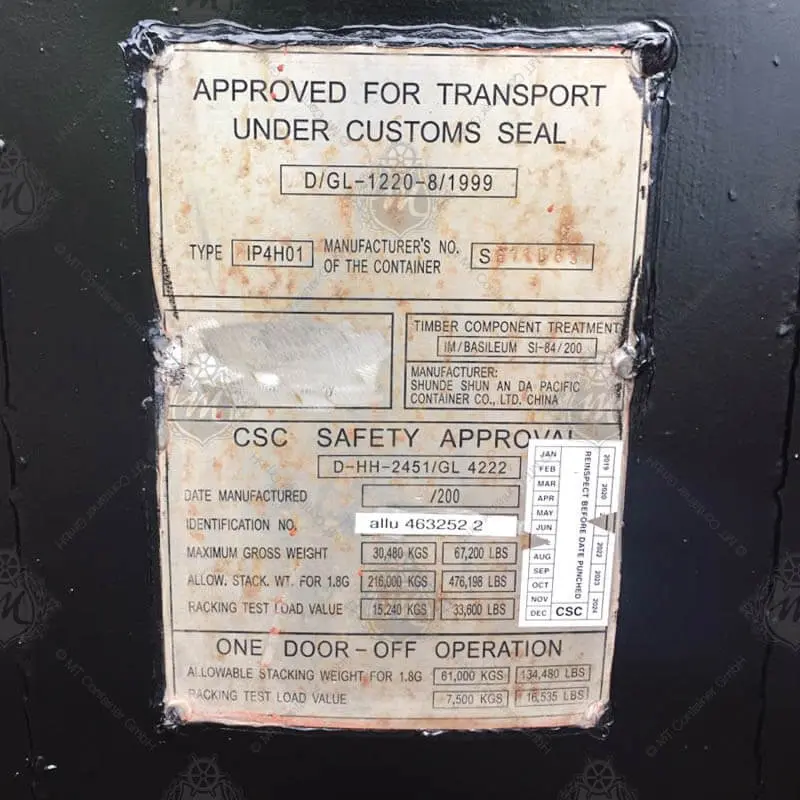 APPROVED FOR TRANSPORT
UNDER CUSTOMS SEAL
D/GL-1220-8/1999
TYPE IP4H01 MANUFACTURER'S NO.
OF THE CONTAINER S
TIMBER COMPONENT TREATMENT
IM/BASILEUM SI-84/200
MANUFACTURER:
SHUNDE SHUN AN DA PACIFIC
CONTAINER CO., LTD. CHINA
CSC SAFETY APPROVAL
D-HH-2451/GL 4222
DATE MANUFACTURED /200
IDENTIFICATION NO. allu 463252 2
MAXIMUM GROSS WEIGHT 30,480 KGS 67,200 LBS
ALLOW. STACK. WT. FOR 1.8G 216,000 KGS 476,198 LBS
RACKING TEST LOAD VALUE 15,240 KGS 33,600 LBS
JAN
FEB
MAR
APR
MAY
JUN
AUG
SEP
OCT
NOV
DEC
REINSPECT BEFORE DATE PUNCHED
CSC
2019
2020
2022
2023
2024
ONE DOOR-OFF OPERATION
ALLOWABLE STACKING WEIGHT FOR 1.8G 61,000 KGS 134,480 LBS
RACKING TEST LOAD VALUE 7,500 KGS 16,535 LBS
© MT Container GmbH